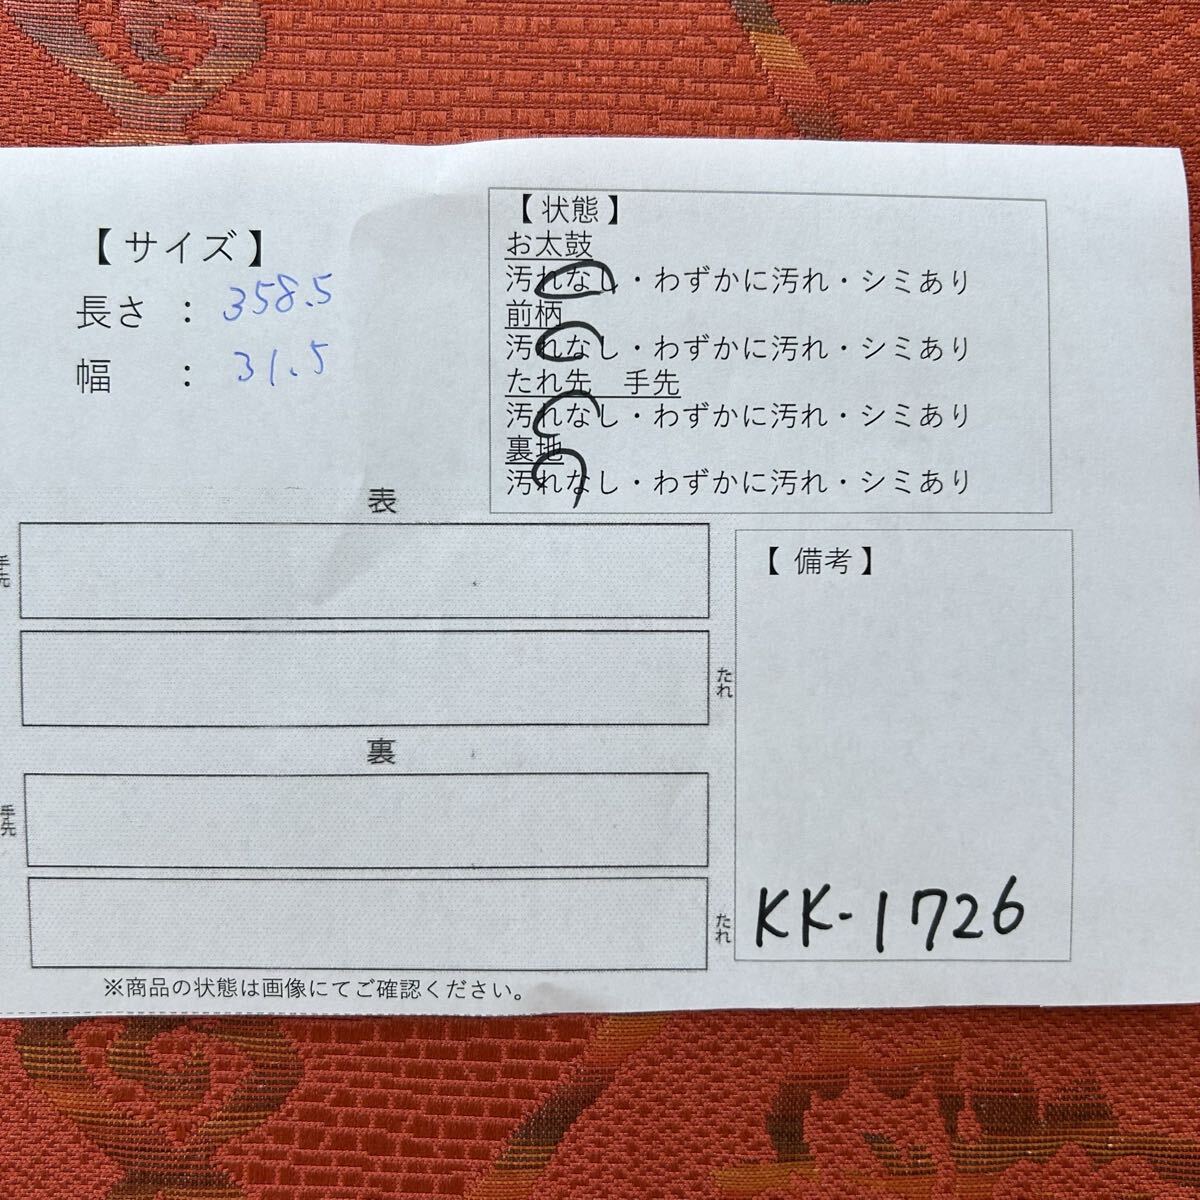 【 サイズ】
長さ ： 358.5
幅 ： 31.5
【 状態 】
お太鼓
汚れなし・わずかに汚れ・シミあり
前柄
汚れなし・わずかに汚れ・シミあり
たれ先　手先
汚れなし・わずかに汚れ・シミあり
裏地
汚れなし・わずかに汚れ・シミあり
表
手先
たれ
裏
手先
たれ
【 備考 】
KK-1726
※商品の状態は画像にてご確認ください。